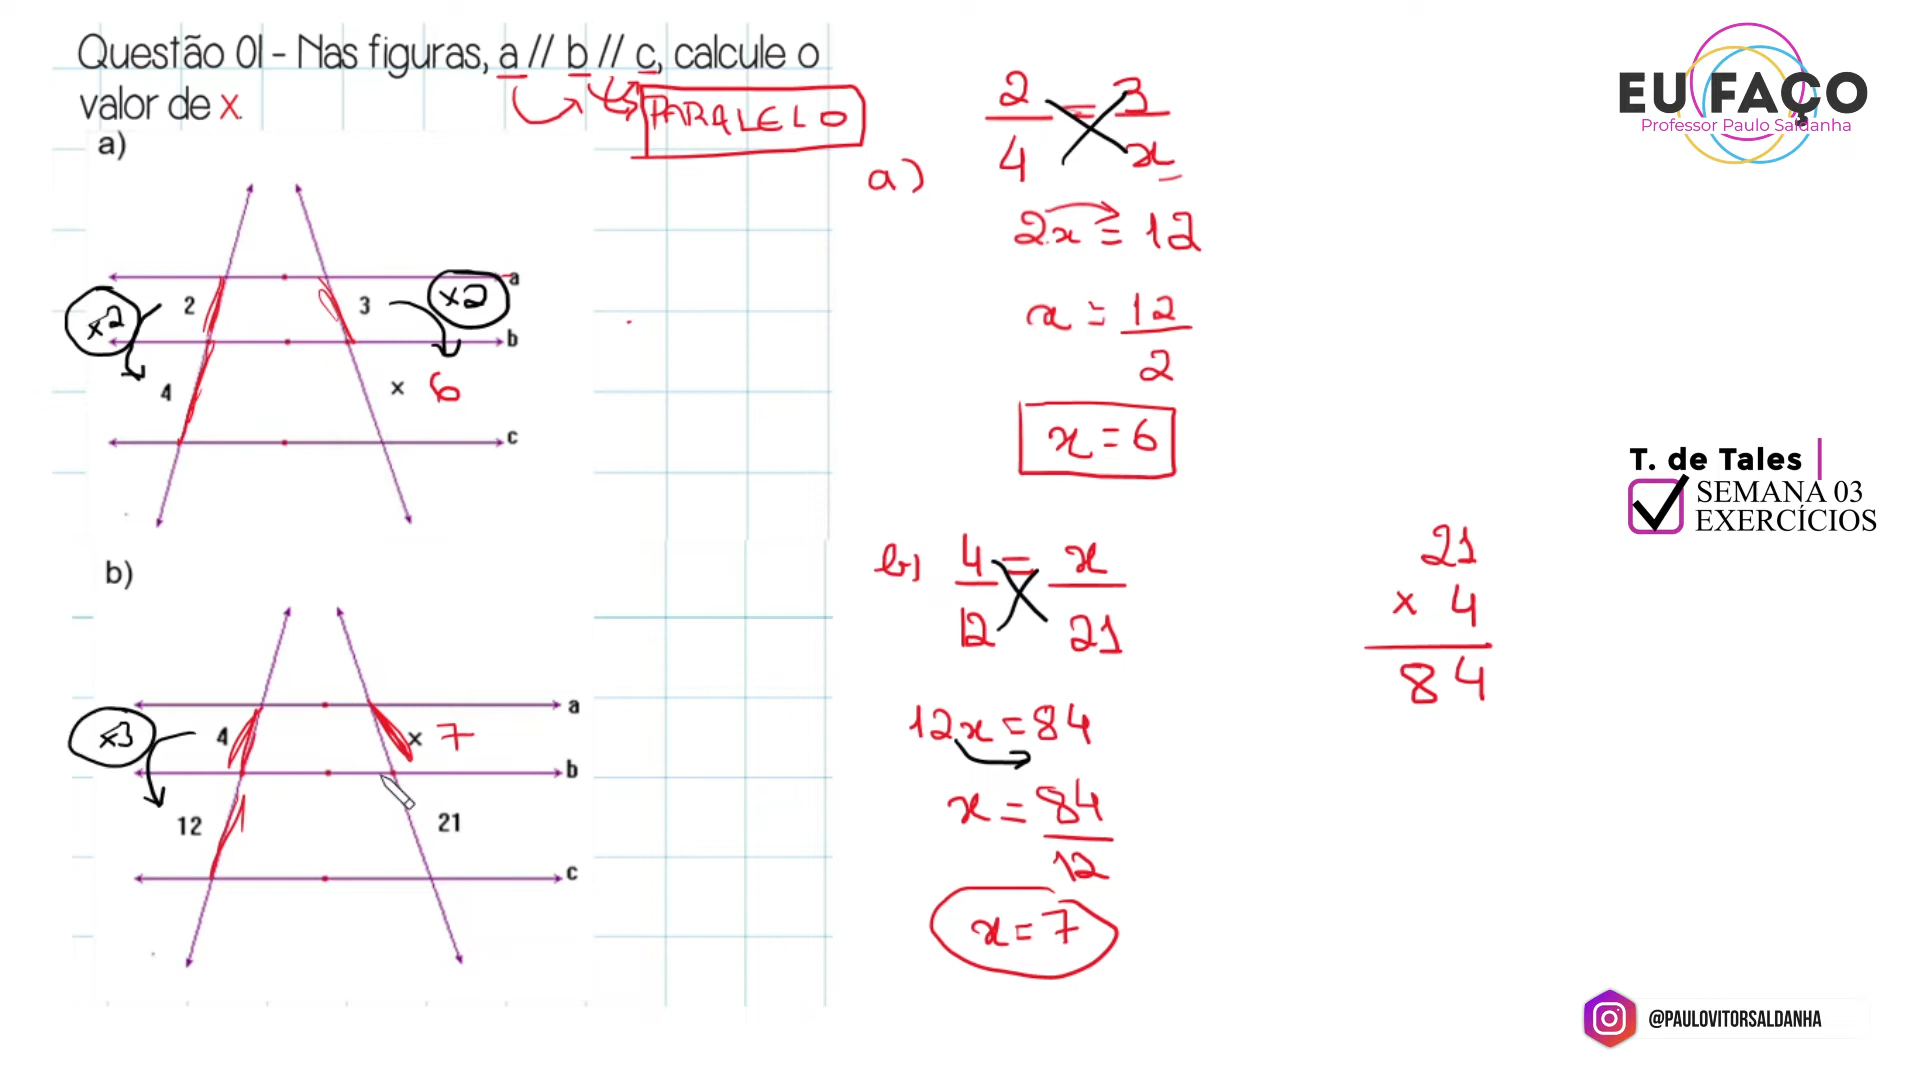 Questão 01 - Nas figuras, a // b // c, calcule o
valor de x.
PARALELO
a)
2
3
x2
x2
4
x 6
a
b
c
b)
x3
4
x 7
12
21
a
b
c
a)
2/4 = 3/x
2x = 12
x = 12/2
x = 6
b) 4/12 = x/21
12x = 84
x = 84/12
x = 7
21
x 4
84
EU FAÇO
Professor Paulo Saldanha
T. de Tales
SEMANA 03
EXERCÍCIOS
@PAULOVITORSALDANHA